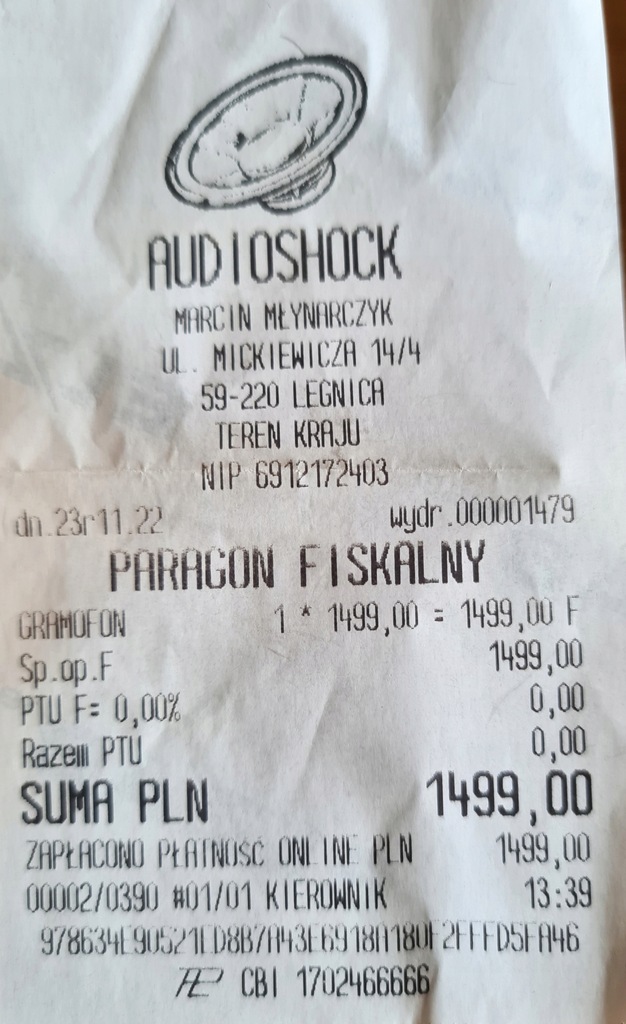 AUDIOSHOCK
MARCIN MŁYNARCZYK
UL. MICKIEWICZA 14/4
59-220 LEGNICA
TEREN KRAJU
NIP 6912172403
dn.23r11.22 wydr.000001479
PARAGON FISKALNY
GRAMOFON 1 * 1499,00 = 1499,00 F
Sp.op.F 1499,00
PTU F= 0,00% 0,00
Razem PTU 0,00
SUMA PLN 1499,00
ZAPŁACONO PŁATNOŚĆ ONLINE PLN 1499,00
00002/0390 #01/01 KIEROWNIK 13:39
CBI 1702466666